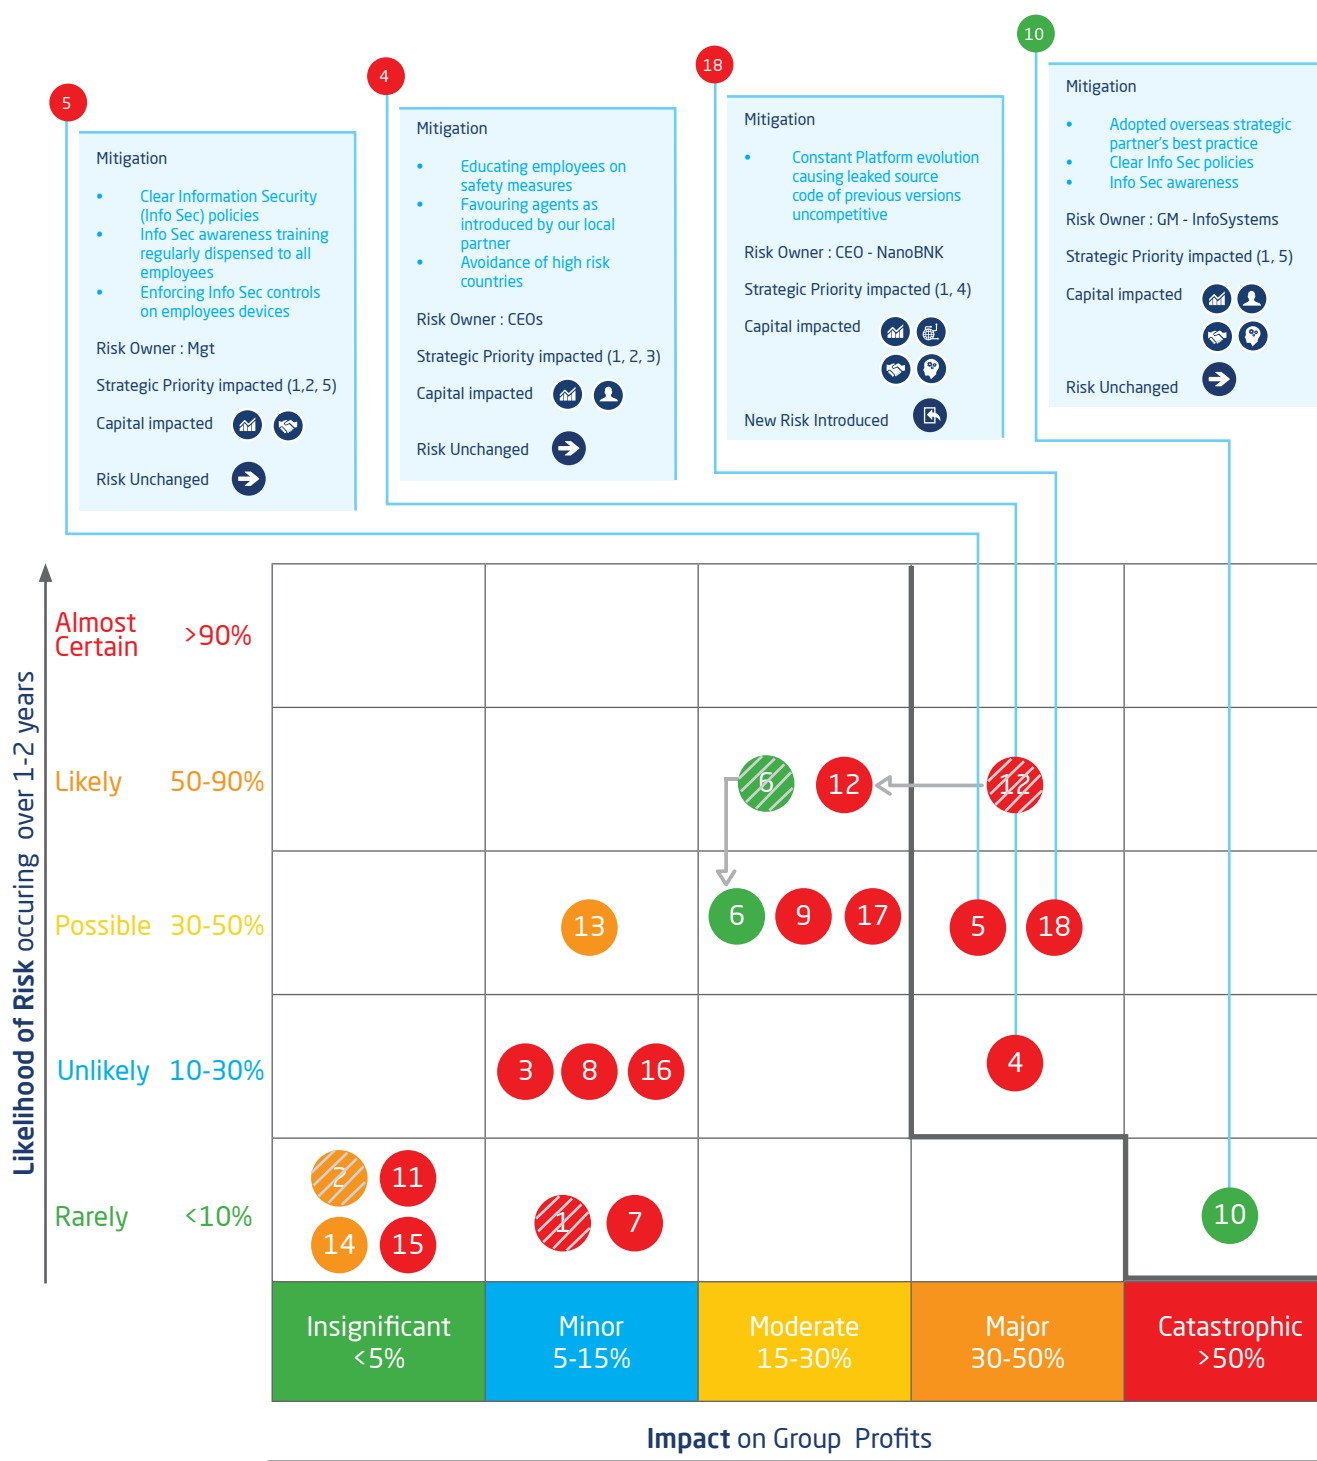 5
Mitigation
• Clear Information Security
(Info Sec) policies
• Info Sec awareness training
regularly dispensed to all
employees
• Enforcing Info Sec controls
on employees devices
Risk Owner : Mgt
Strategic Priority impacted (1,2, 5)
Capital impacted
Risk Unchanged
4
Mitigation
• Educating employees on
safety measures
• Favouring agents as
introduced by our local
partner
• Avoidance of high risk
countries
Risk Owner : CEOs
Strategic Priority impacted (1, 2, 3)
Capital impacted
Risk Unchanged
18
Mitigation
• Constant Platform evolution
causing leaked source
code of previous versions
uncompetitive
Risk Owner : CEO - NanoBNK
Strategic Priority impacted (1, 4)
Capital impacted
New Risk Introduced
10
Mitigation
• Adopted overseas strategic
partner's best practice
• Clear Info Sec policies
• Info Sec awareness
Risk Owner : GM - InfoSystems
Strategic Priority impacted (1, 5)
Capital impacted
Risk Unchanged
Likelihood of Risk occuring over 1-2 years
Almost
Certain >90%
Likely 50-90%
6 12 12
Possible 30-50%
13 6 9 17 5 18
Unlikely 10-30%
3 8 16 4
Rarely <10%
2 11
14 15
1 7
10
Insignificant
<5%
Minor
5-15%
Moderate
15-30%
Major
30-50%
Catastrophic
>50%
Impact on Group Profits